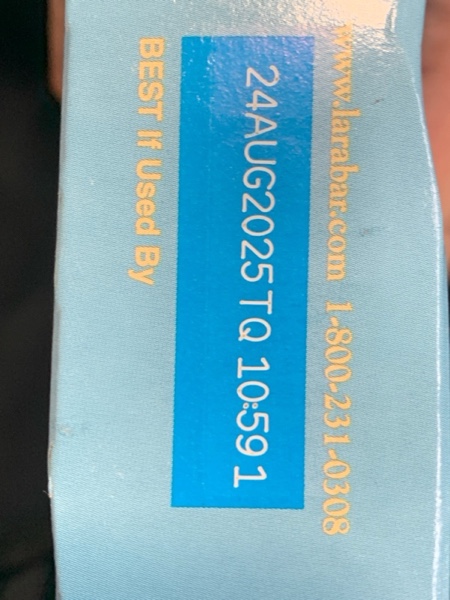 www.larabar.com 1-800-231-0308
24AUG2025 TQ 10:59 1
BEST If Used By